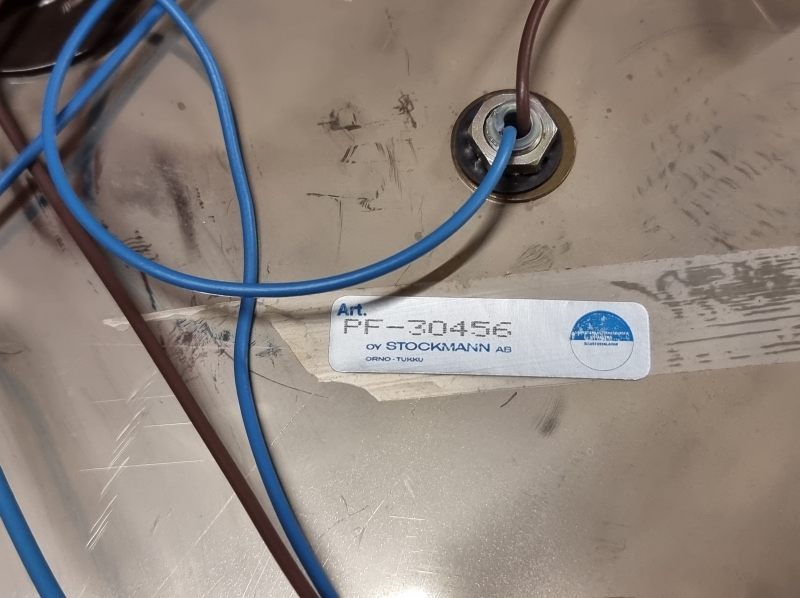 Art.
PF-30456
OY STOCKMANN AB
ORNO-TUKKU